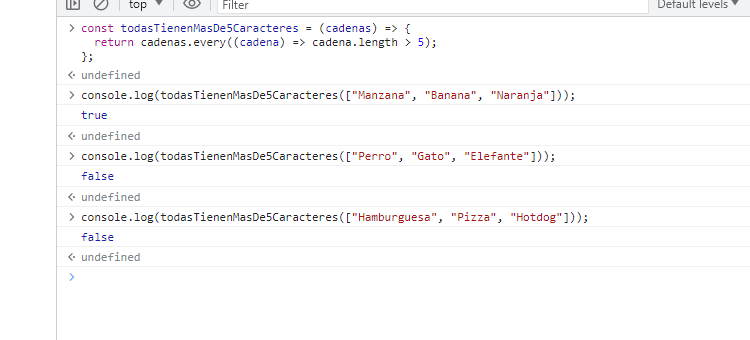 top Filter Default levels
> const todasTienenMasDe5Caracteres = (cadenas) => {
return cadenas.every((cadena) => cadena.length > 5);
};
undefined
> console.log(todasTienenMasDe5Caracteres(["Manzana", "Banana", "Naranja"]));
true
undefined
> console.log(todasTienenMasDe5Caracteres(["Perro", "Gato", "Elefante"]));
false
undefined
> console.log(todasTienenMasDe5Caracteres(["Hamburguesa", "Pizza", "Hotdog"]));
false
undefined
>